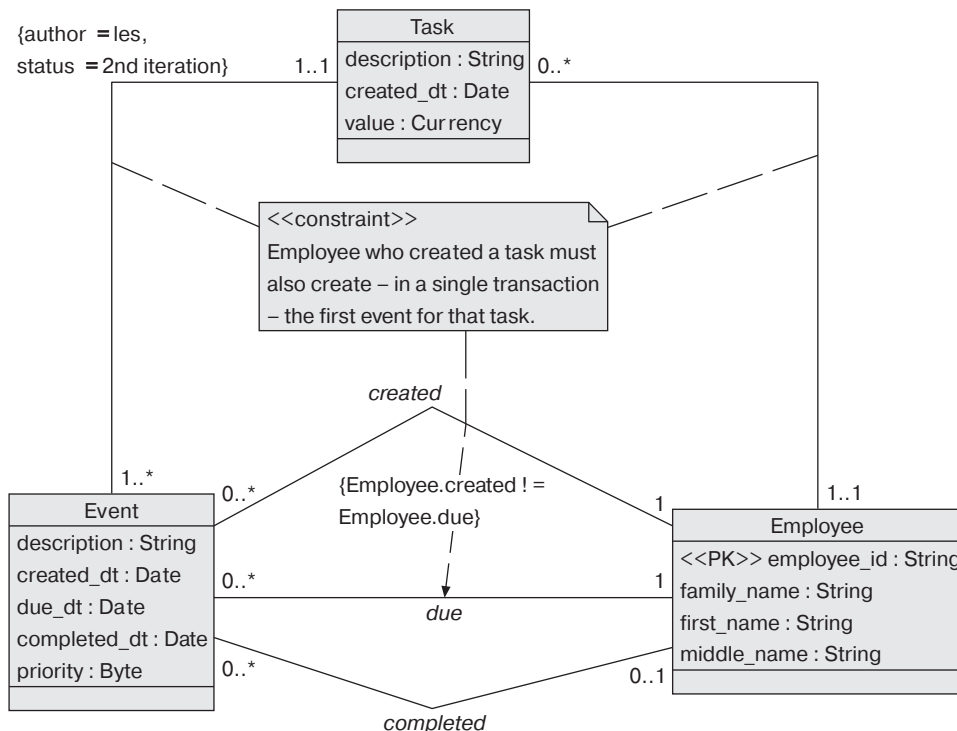 {author = les,
status = 2nd iteration}
Task
description : String
created_dt : Date
value : Currency
1..1
0..*
<<constraint>>
Employee who created a task must
also create – in a single transaction
– the first event for that task.
created
1..*
0..*
{Employee.created ! =
Employee.due}
1
1..1
Event
description : String
created_dt : Date
due_dt : Date
completed_dt : Date
priority : Byte
0..*
1
due
Employee
<<PK>> employee_id : String
family_name : String
first_name : String
middle_name : String
0..*
0..1
completed